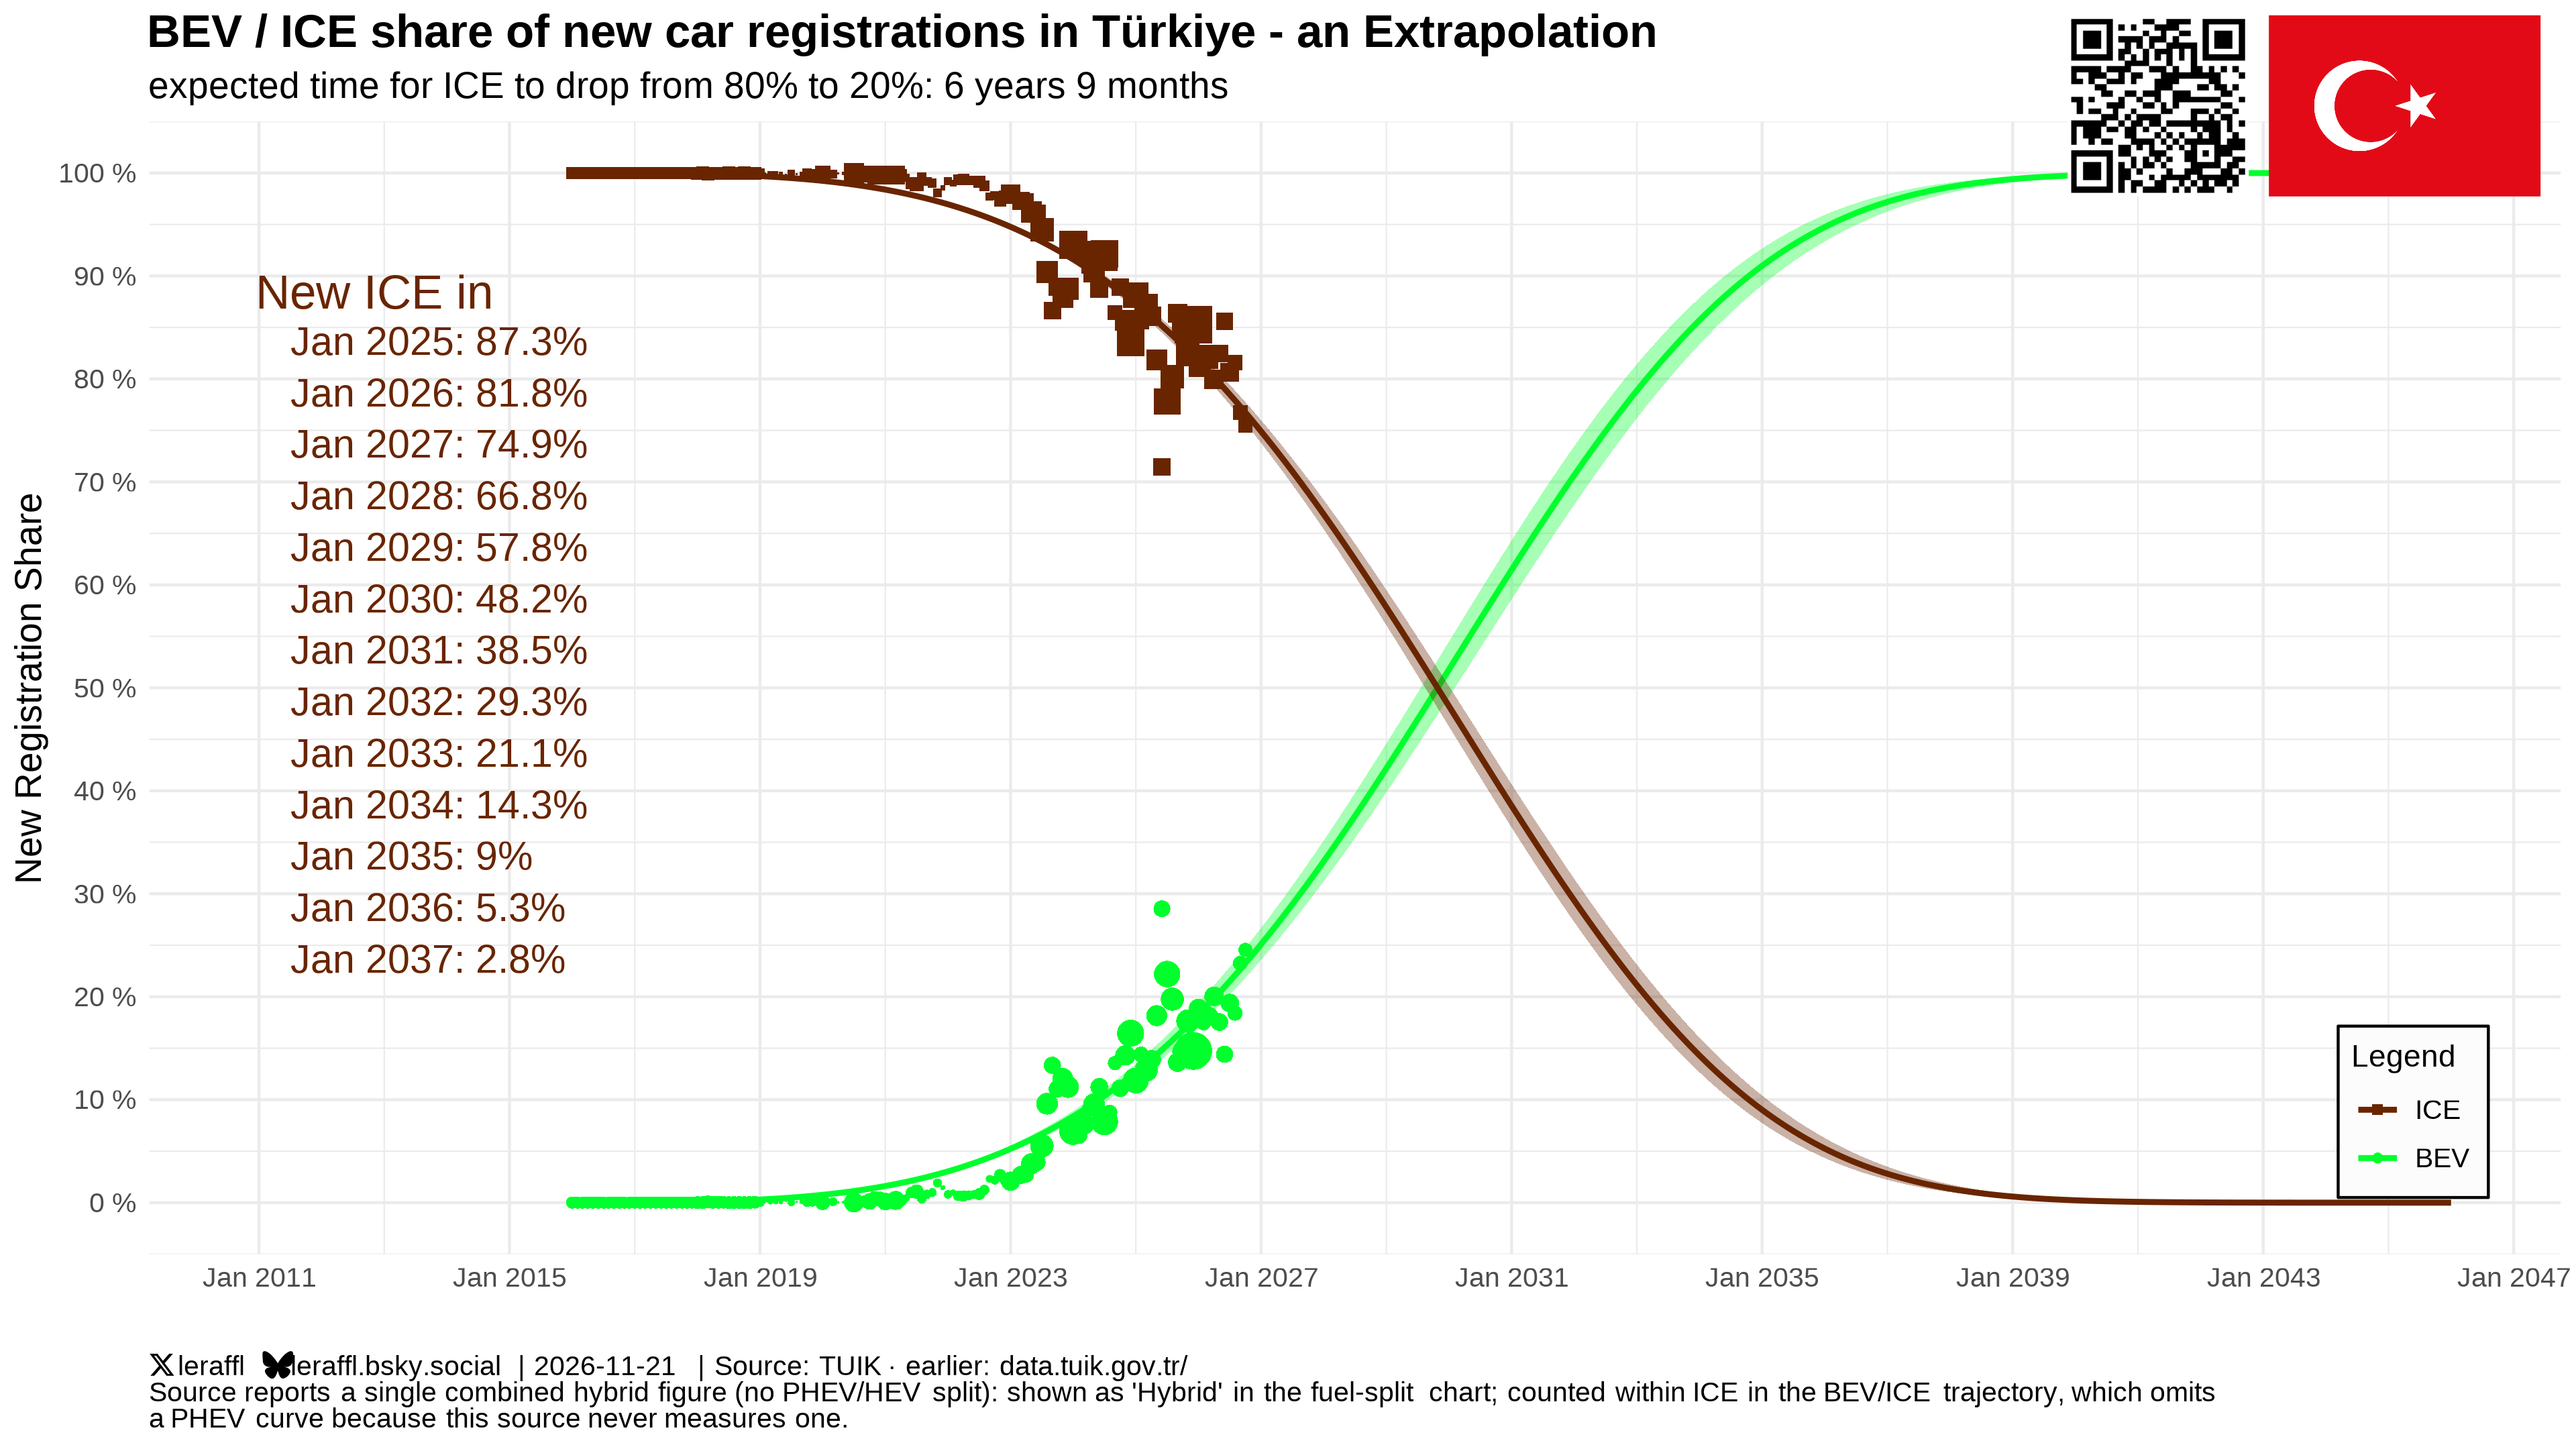 BEV / ICE share of new car registrations in Türkiye - an Extrapolation
expected time for ICE to drop from 80% to 20%: 6 years 9 months
New Registration Share
100 %
90 %
80 %
70 %
60 %
50 %
40 %
30 %
20 %
10 %
0 %
New ICE in
Jan 2025: 87.3%
Jan 2026: 81.8%
Jan 2027: 74.9%
Jan 2028: 66.8%
Jan 2029: 57.8%
Jan 2030: 48.2%
Jan 2031: 38.5%
Jan 2032: 29.3%
Jan 2033: 21.1%
Jan 2034: 14.3%
Jan 2035: 9%
Jan 2036: 5.3%
Jan 2037: 2.8%
Legend
ICE
BEV
Jan 2011 Jan 2015 Jan 2019 Jan 2023 Jan 2027 Jan 2031 Jan 2035 Jan 2039 Jan 2043 Jan 2047
leraffl leraffl.bsky.social | 2026-11-21 | Source: TUIK · earlier: data.tuik.gov.tr/
Source reports a single combined hybrid figure (no PHEV/HEV split): shown as 'Hybrid' in the fuel-split chart; counted within ICE in the BEV/ICE trajectory, which omits
a PHEV curve because this source never measures one.